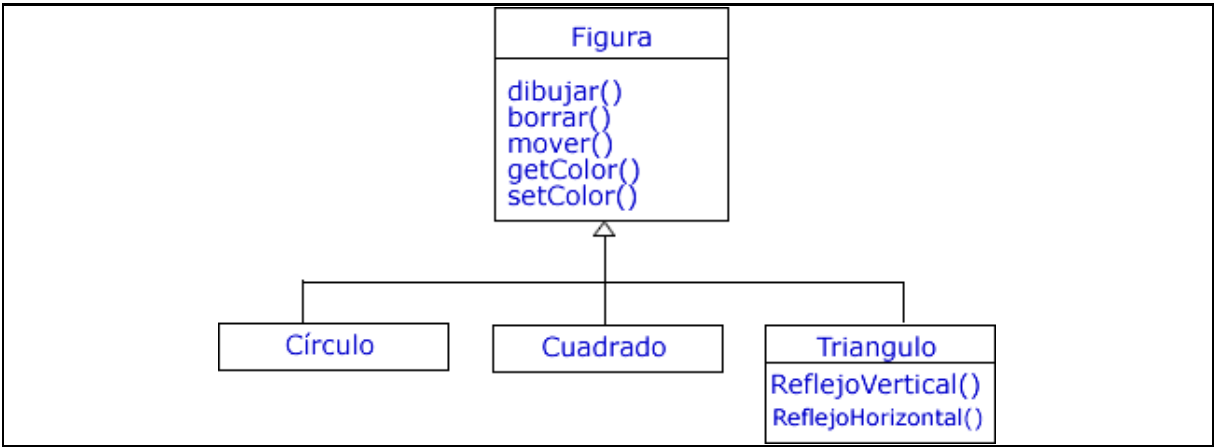 Figura
dibujar()
borrar()
mover()
getColor()
setColor()
Círculo
Cuadrado
Triangulo
ReflejoVertical()
ReflejoHorizontal()